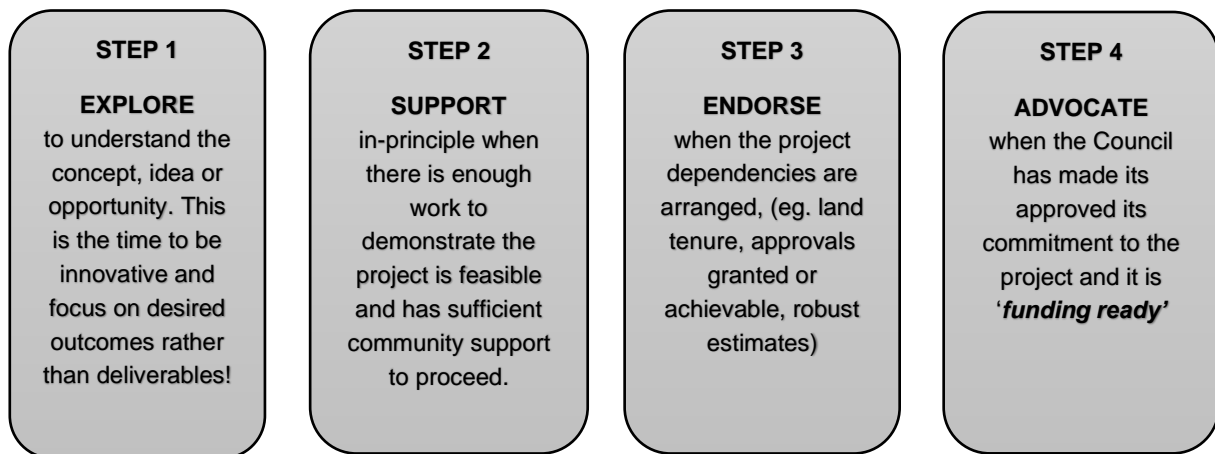 STEP 1
EXPLORE
to understand the
concept, idea or
opportunity. This
is the time to be
innovative and
focus on desired
outcomes rather
than deliverables!
STEP 2
SUPPORT
in-principle when
there is enough
work to
demonstrate the
project is feasible
and has sufficient
community support
to proceed.
STEP 3
ENDORSE
when the project
dependencies are
arranged, (eg. land
tenure, approvals
granted or
achievable, robust
estimates)
STEP 4
ADVOCATE
when the Council
has made its
approved its
commitment to the
project and it is
‘funding ready’